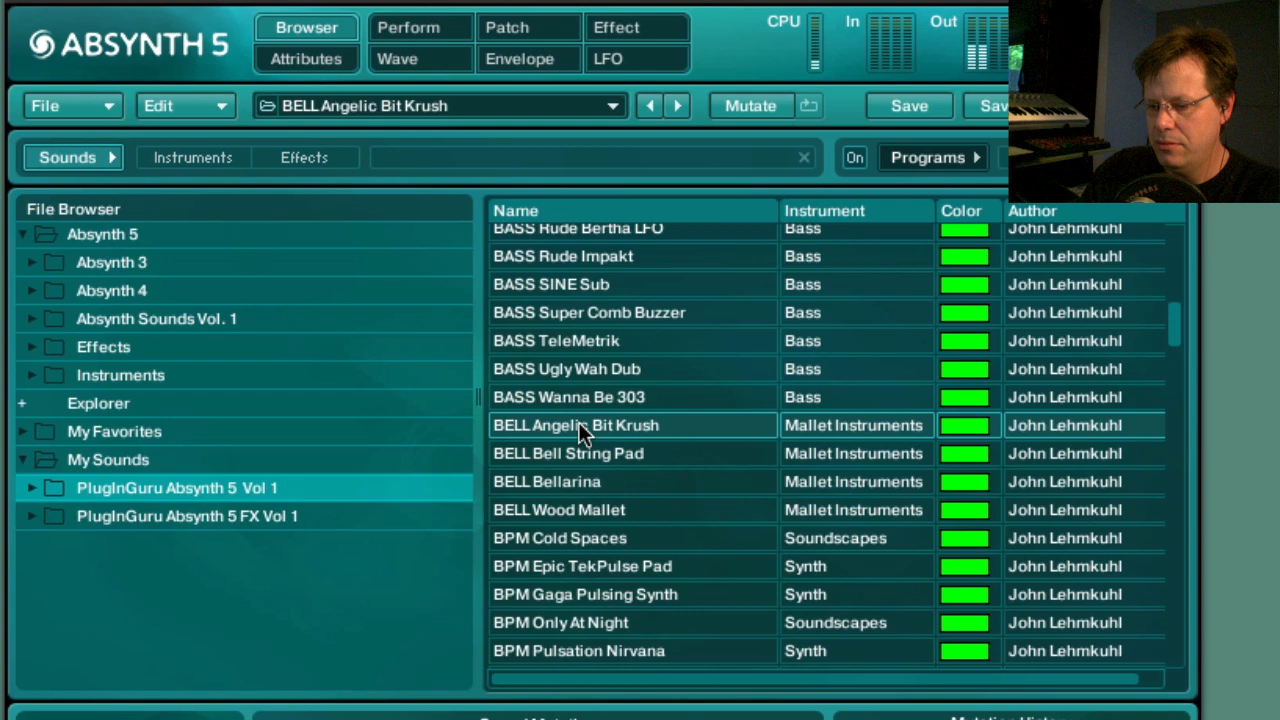 ABSYNTH 5
Browser Perform Patch Effect
Attributes Wave Envelope LFO
CPU In Out
File Edit BELL Angelic Bit Krush Mutate Save Sav
Sounds Instruments Effects On Programs
File Browser
Absynth 5
Absynth 3
Absynth 4
Absynth Sounds Vol. 1
Effects
Instruments
Explorer
My Favorites
My Sounds
PlugInGuru Absynth 5 Vol 1
PlugInGuru Absynth 5 FX Vol 1
Name Instrument Color Author
BASS Rude Bertha LFO Bass John Lehmkuhl
BASS Rude Impakt Bass John Lehmkuhl
BASS SINE Sub Bass John Lehmkuhl
BASS Super Comb Buzzer Bass John Lehmkuhl
BASS TeleMetrik Bass John Lehmkuhl
BASS Ugly Wah Dub Bass John Lehmkuhl
BASS Wanna Be 303 Bass John Lehmkuhl
BELL Angelic Bit Krush Mallet Instruments John Lehmkuhl
BELL Bell String Pad Mallet Instruments John Lehmkuhl
BELL Bellarina Mallet Instruments John Lehmkuhl
BELL Wood Mallet Mallet Instruments John Lehmkuhl
BPM Cold Spaces Soundscapes John Lehmkuhl
BPM Epic TekPulse Pad Synth John Lehmkuhl
BPM Gaga Pulsing Synth Synth John Lehmkuhl
BPM Only At Night Soundscapes John Lehmkuhl
BPM Pulsation Nirvana Synth John Lehmkuhl